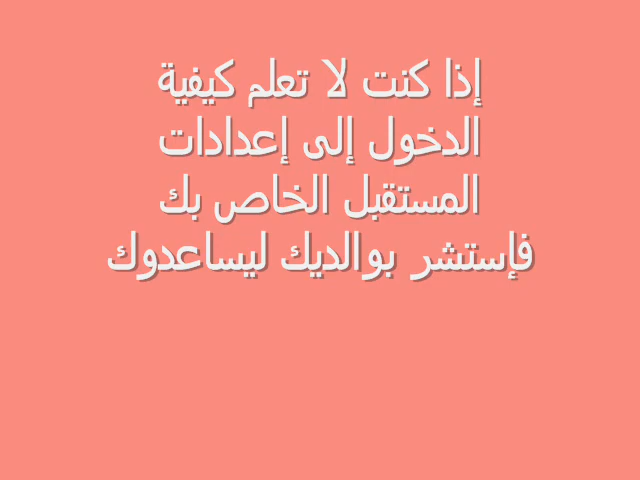 إذا كنت لا تعلم كيفية
الدخول إلى إعدادات
المستقبل الخاص بك
فإستشر بوالديك ليساعدوك